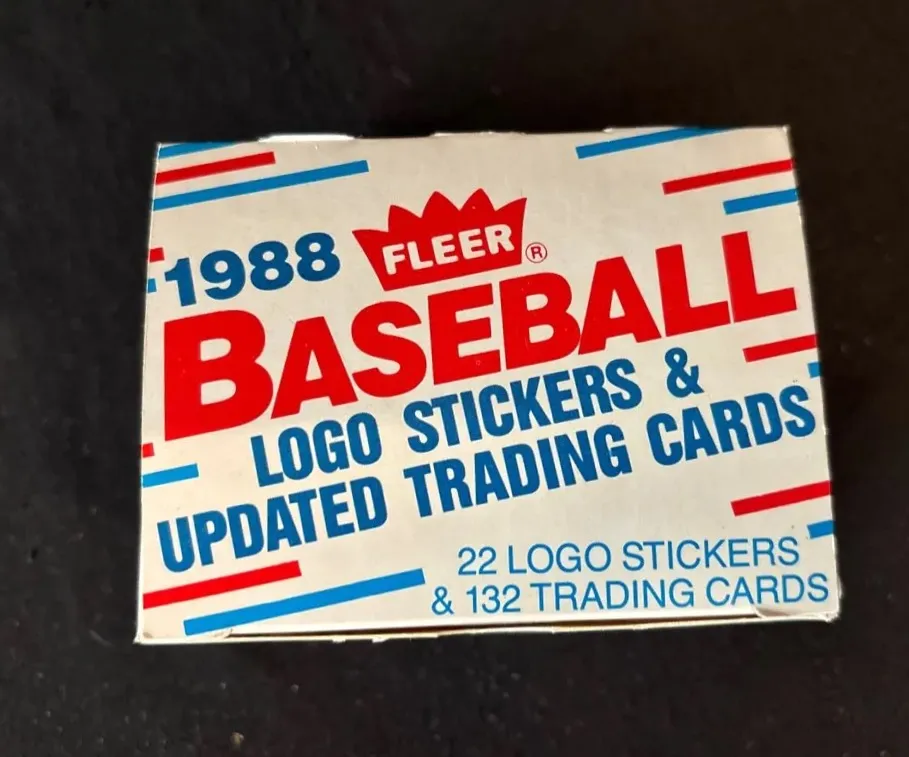 1988 FLEER ®
BASEBALL
LOGO STICKERS &
UPDATED TRADING CARDS
22 LOGO STICKERS
& 132 TRADING CARDS